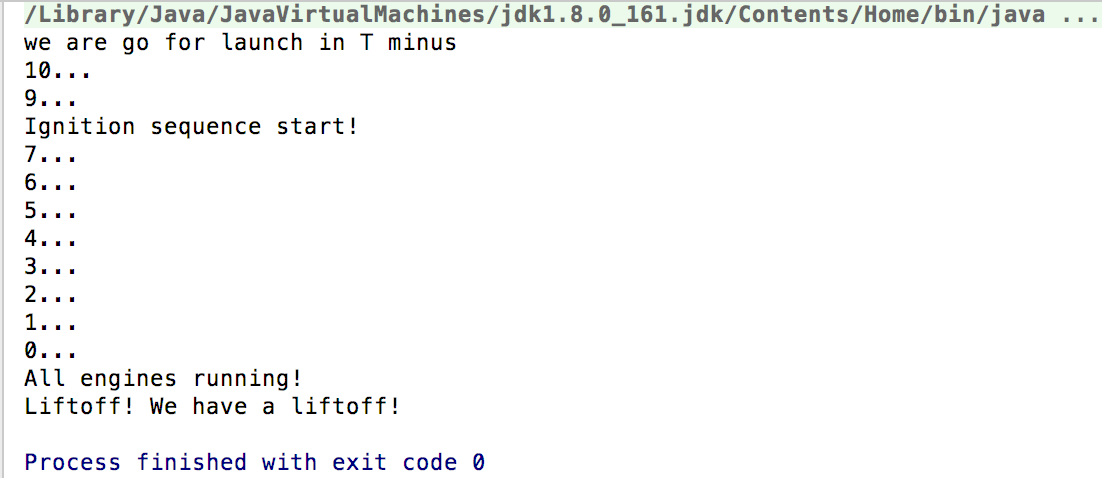 /Library/Java/JavaVirtualMachines/jdk1.8.0_161.jdk/Contents/Home/bin/java ...
we are go for launch in T minus
10...
9...
Ignition sequence start!
7...
6...
5...
4...
3...
2...
1...
0...
All engines running!
Liftoff! We have a liftoff!
Process finished with exit code 0